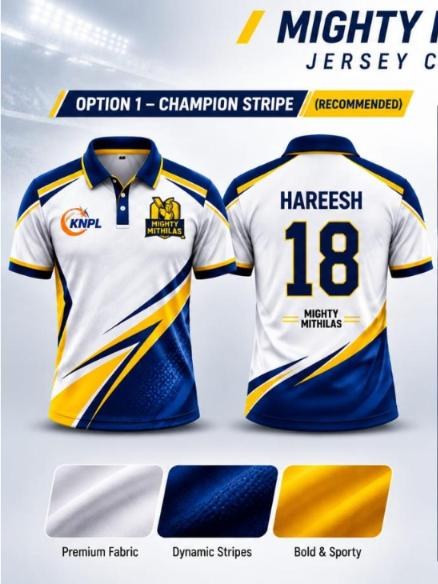 MIGHTY
JERSEY C
OPTION 1 – CHAMPION STRIPE (RECOMMENDED)
KNPL
MIGHTY
MITHILAS
HAREESH
18
MIGHTY
MITHILAS
Premium Fabric
Dynamic Stripes
Bold & Sporty